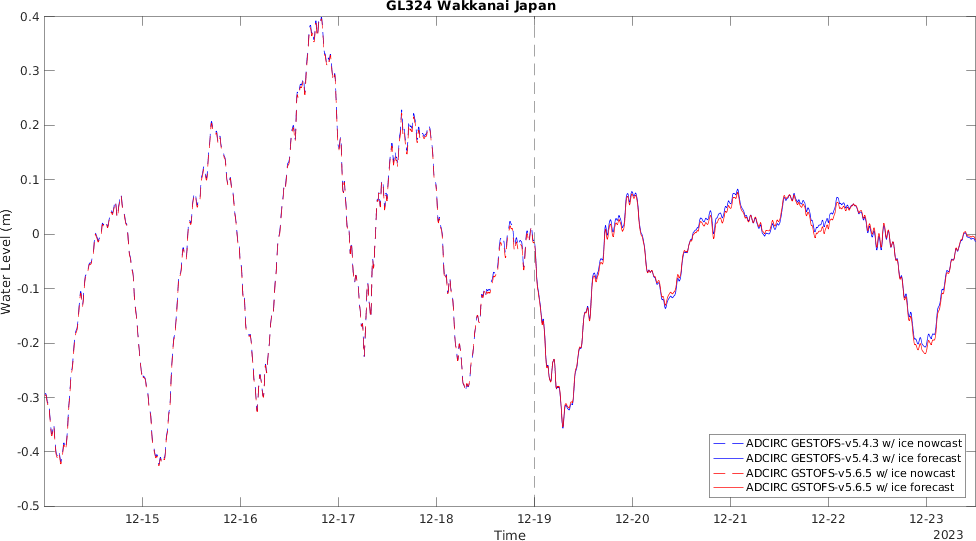 GL324 Wakkanai Japan
0.4
0.3
0.2
0.1
0
-0.1
-0.2
-0.3
-0.4
-0.5
Water Level (m)
ADCIRC GESTOFS-v5.4.3 w/ ice nowcast
ADCIRC GESTOFS-v5.4.3 w/ ice forecast
ADCIRC GSTOFS-v5.6.5 w/ ice nowcast
ADCIRC GSTOFS-v5.6.5 w/ ice forecast
12-15 12-16 12-17 12-18 12-19 12-20 12-21 12-22 12-23
Time
2023